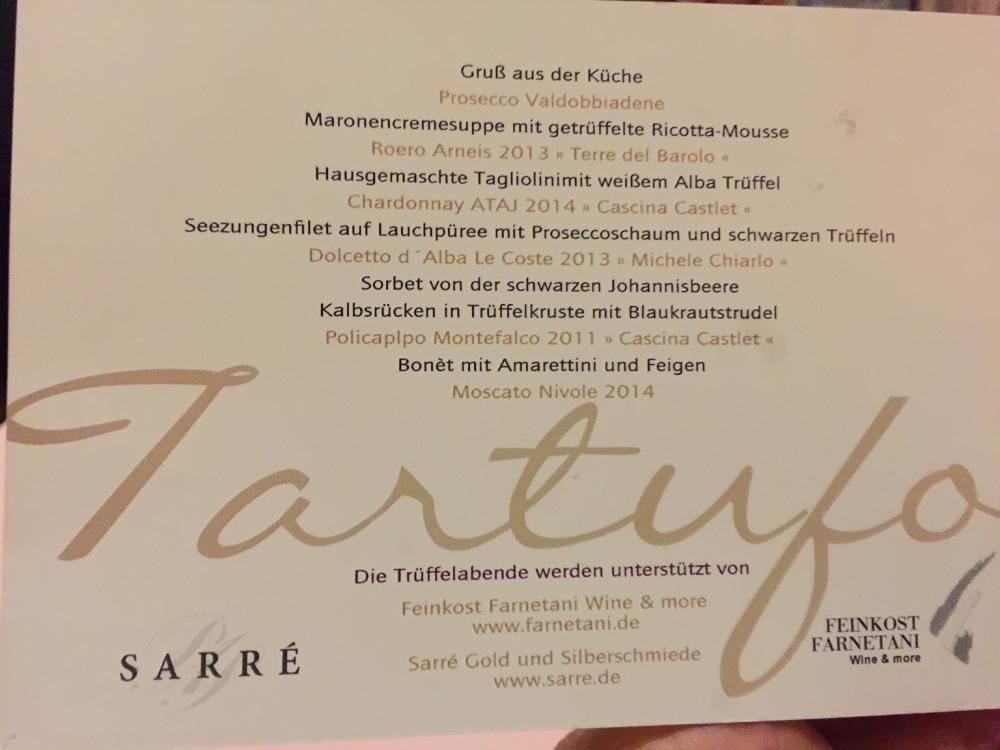 Gruß aus der Küche
Prosecco Valdobbiadene
Maronencremesuppe mit getrüffelte Ricotta-Mousse
Roero Arneis 2013 » Terre del Barolo «
Hausgemaschte Tagliolinimit weißem Alba Trüffel
Chardonnay ATAJ 2014 » Cascina Castlet «
Seezungenfilet auf Lauchpüree mit Proseccoschaum und schwarzen Trüffeln
Dolcetto d´Alba Le Coste 2013 » Michele Chiarlo «
Sorbet von der schwarzen Johannisbeere
Kalbsrücken in Trüffelkruste mit Blaukrautstrudel
Policaplpo Montefalco 2011 » Cascina Castlet «
Bonèt mit Amarettini und Feigen
Moscato Nivole 2014
Tartufo
Die Trüffelabende werden unterstützt von
Feinkost Farnetani Wine & more
www.farnetani.de
Sarré Gold und Silberschmiede
www.sarre.de
SARRÉ
FEINKOST
FARNETANI
Wine & more